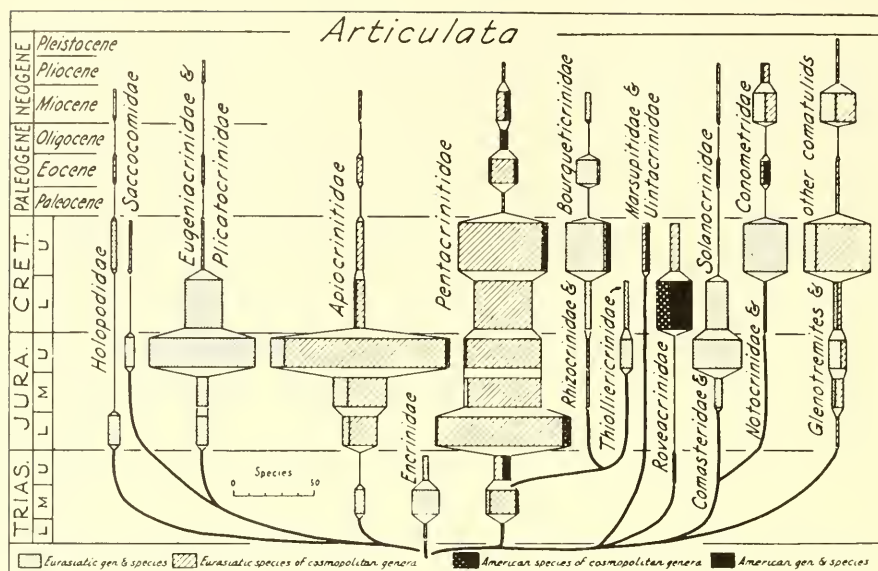 Articulata
NEOGENE
Pleistocene
Pliocene
Miocene
PALEOGENE
Oligocene
Eocene
Paleocene
CRET.
U
L
JURA.
U
M
L
TRIAS.
U
M
L
Holopodidae
Saccocomidae
Eugeniacrinidae &
Plicatocrinidae
Apiocrinitidae
Encrinidae
Pentacrinitidae
Bourgueticrinidae
Rhizocrinidae &
Thiolliericrinidae
Marsupitidae &
Uintacrinidae
Roveacrinidae
Solanocrinidae
Comasteridae &
Conometridae
Notocrinidae &
other comatulids
Glenotremites &
Species
0 50
Eurasiatic gen & species
Eurasiatic species of cosmopolitan genera
American species of cosmopolitan genera
American gen & species